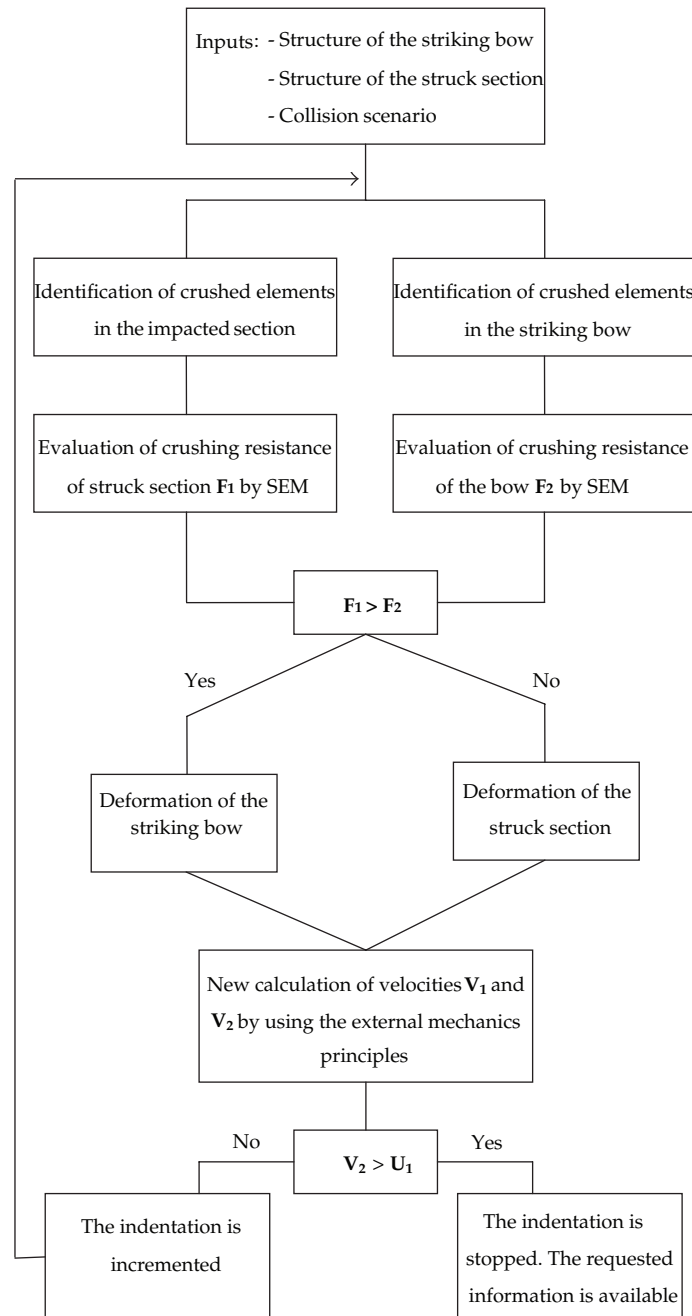 Inputs: - Structure of the striking bow
- Structure of the struck section
- Collision scenario
Identification of crushed elements
in the impacted section
Identification of crushed elements
in the striking bow
Evaluation of crushing resistance
of struck section F1 by SEM
Evaluation of crushing resistance
of the bow F2 by SEM
F1 > F2
Yes
No
Deformation of the
striking bow
Deformation of the
struck section
New calculation of velocities V1 and
V2 by using the external mechanics
principles
No
V2 > U1
Yes
The indentation is
incremented
The indentation is
stopped. The requested
information is available